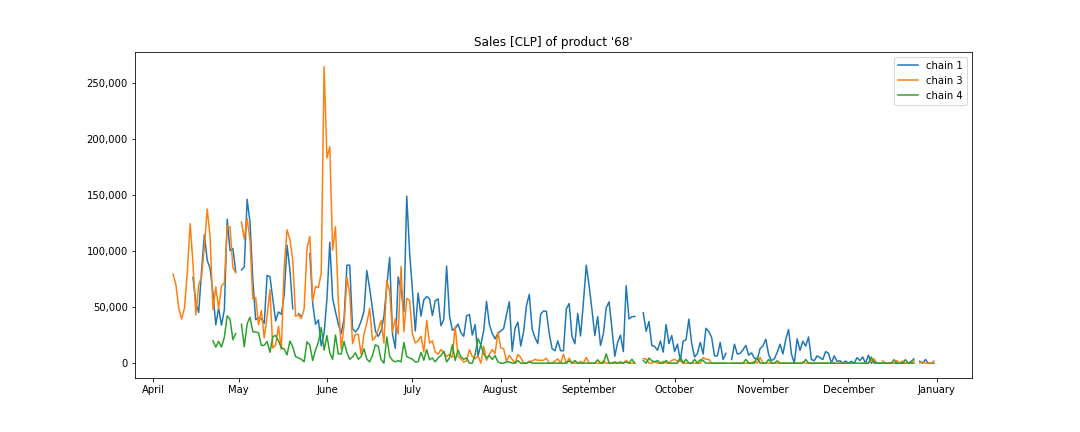 Sales [CLP] of product '68'
chain 1
chain 3
chain 4
250,000
200,000
150,000
100,000
50,000
0
April May June July August September October November December January